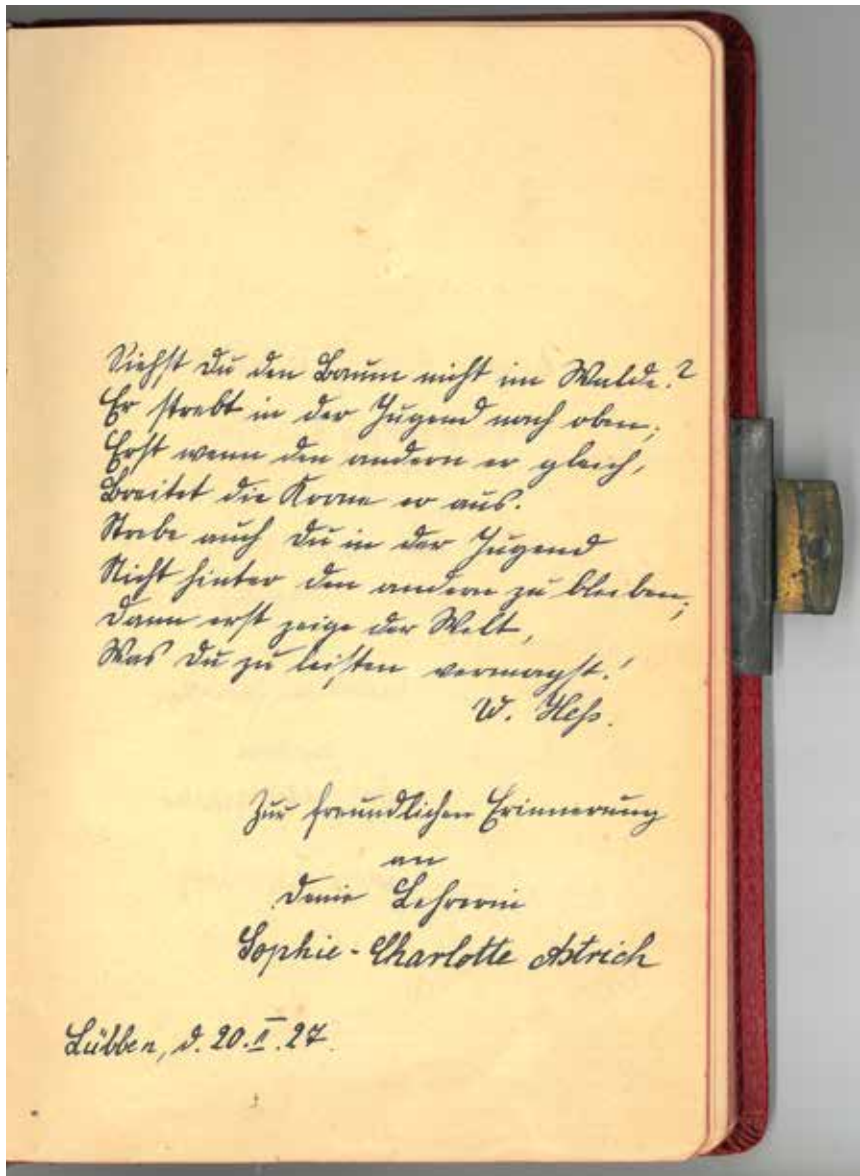 Siehst Du den Baum nicht im Walde?
Er strebt in der Jugend nach oben;
Erst wenn den andern er gleich,
Breitet die Krone er aus.
Strebe auch Du in der Jugend
Nicht hinter den andern zu bleiben;
Dann erst zeige der Welt,
Was Du zu leisten vermagst!
W. Heß.
Zur freundlichen Erinnerung
an
Deine Lehrerin
Sophie-Charlotte Astrich
Lübben, d. 20.II.27.